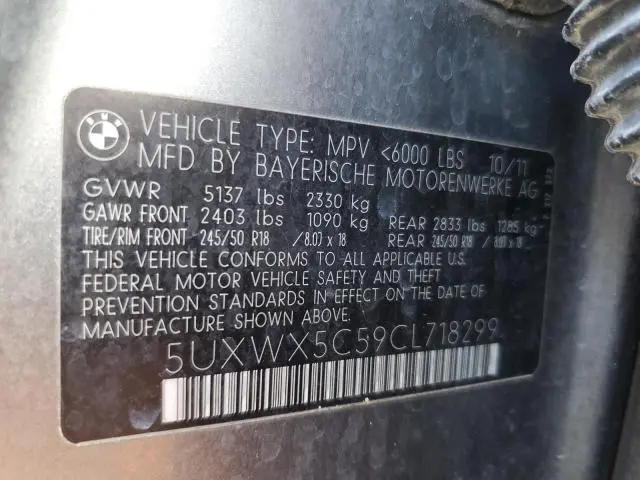 BMW
VEHICLE TYPE: MPV <6000 LBS 10/11
MFD BY BAYERISCHE MOTORENWERKE AG
GVWR 5137 lbs 2330 kg
GAWR FRONT 2403 lbs 1090 kg REAR 2833 lbs 1285 kg
TIRE/RIM FRONT 245/50 R18 / 8.0J x 18 REAR 245/50 R18 / 8.0J x 18
THIS VEHICLE CONFORMS TO ALL APPLICABLE U.S.
FEDERAL MOTOR VEHICLE SAFETY AND THEFT
PREVENTION STANDARDS IN EFFECT ON THE DATE OF
MANUFACTURE SHOWN ABOVE.
5UXWX5C59CL718299